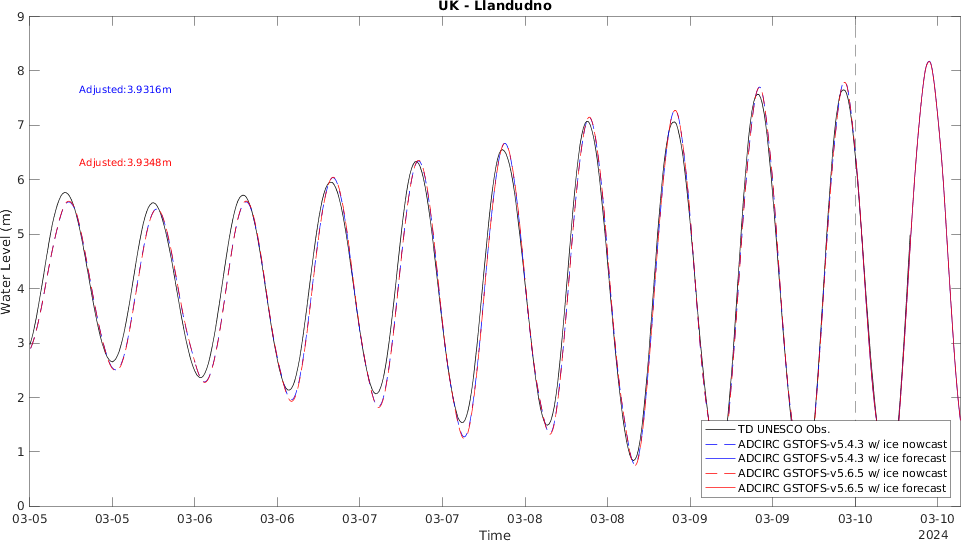 UK - Llandudno
9
8
7
6
5
4
3
2
1
0
Water Level (m)
Adjusted:3.9316m
Adjusted:3.9348m
TD UNESCO Obs.
ADCIRC GSTOFS-v5.4.3 w/ ice nowcast
ADCIRC GSTOFS-v5.4.3 w/ ice forecast
ADCIRC GSTOFS-v5.6.5 w/ ice nowcast
ADCIRC GSTOFS-v5.6.5 w/ ice forecast
03-05 03-05 03-06 03-06 03-07 03-07 03-08 03-08 03-09 03-09 03-10 03-10
2024
Time